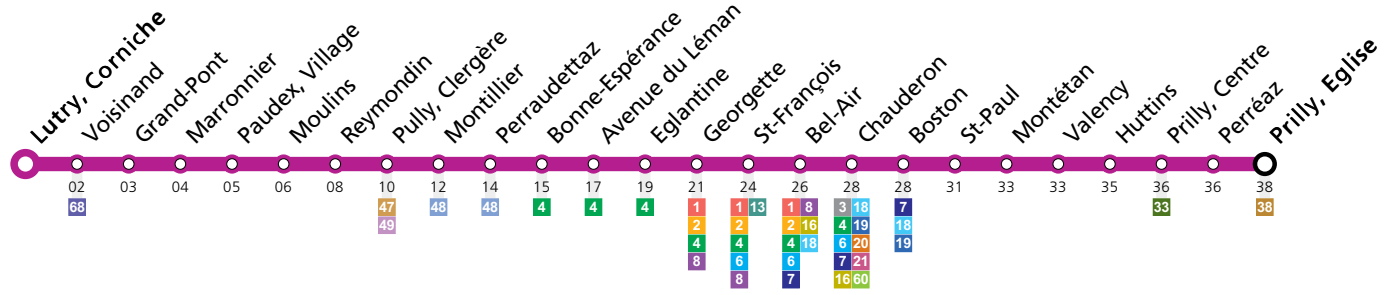 Lutry, Corniche
Voisinand
Grand-Pont
Marronnier
Paudex, Village
Moulins
Reymondin
Pully, Clergère
Montillier
Perraudettaz
Bonne-Espérance
Avenue du Léman
Eglantine
Georgette
St-François
Bel-Air
Chauderon
Boston
St-Paul
Montétan
Valency
Huttins
Prilly, Centre
Perréaz
Prilly, Eglise
02 03 04 05 06 08 10 12 14 15 17 19 21 24 26 28 28 31 33 33 35 36 36 38
68 47 48 48 4 4 4 1 1 13 1 8 3 18 7 33 38
49 2 2 2 16 4 19 18
4 4 4 18 6 20 19
8 6 6 7 21
8 7 16 60